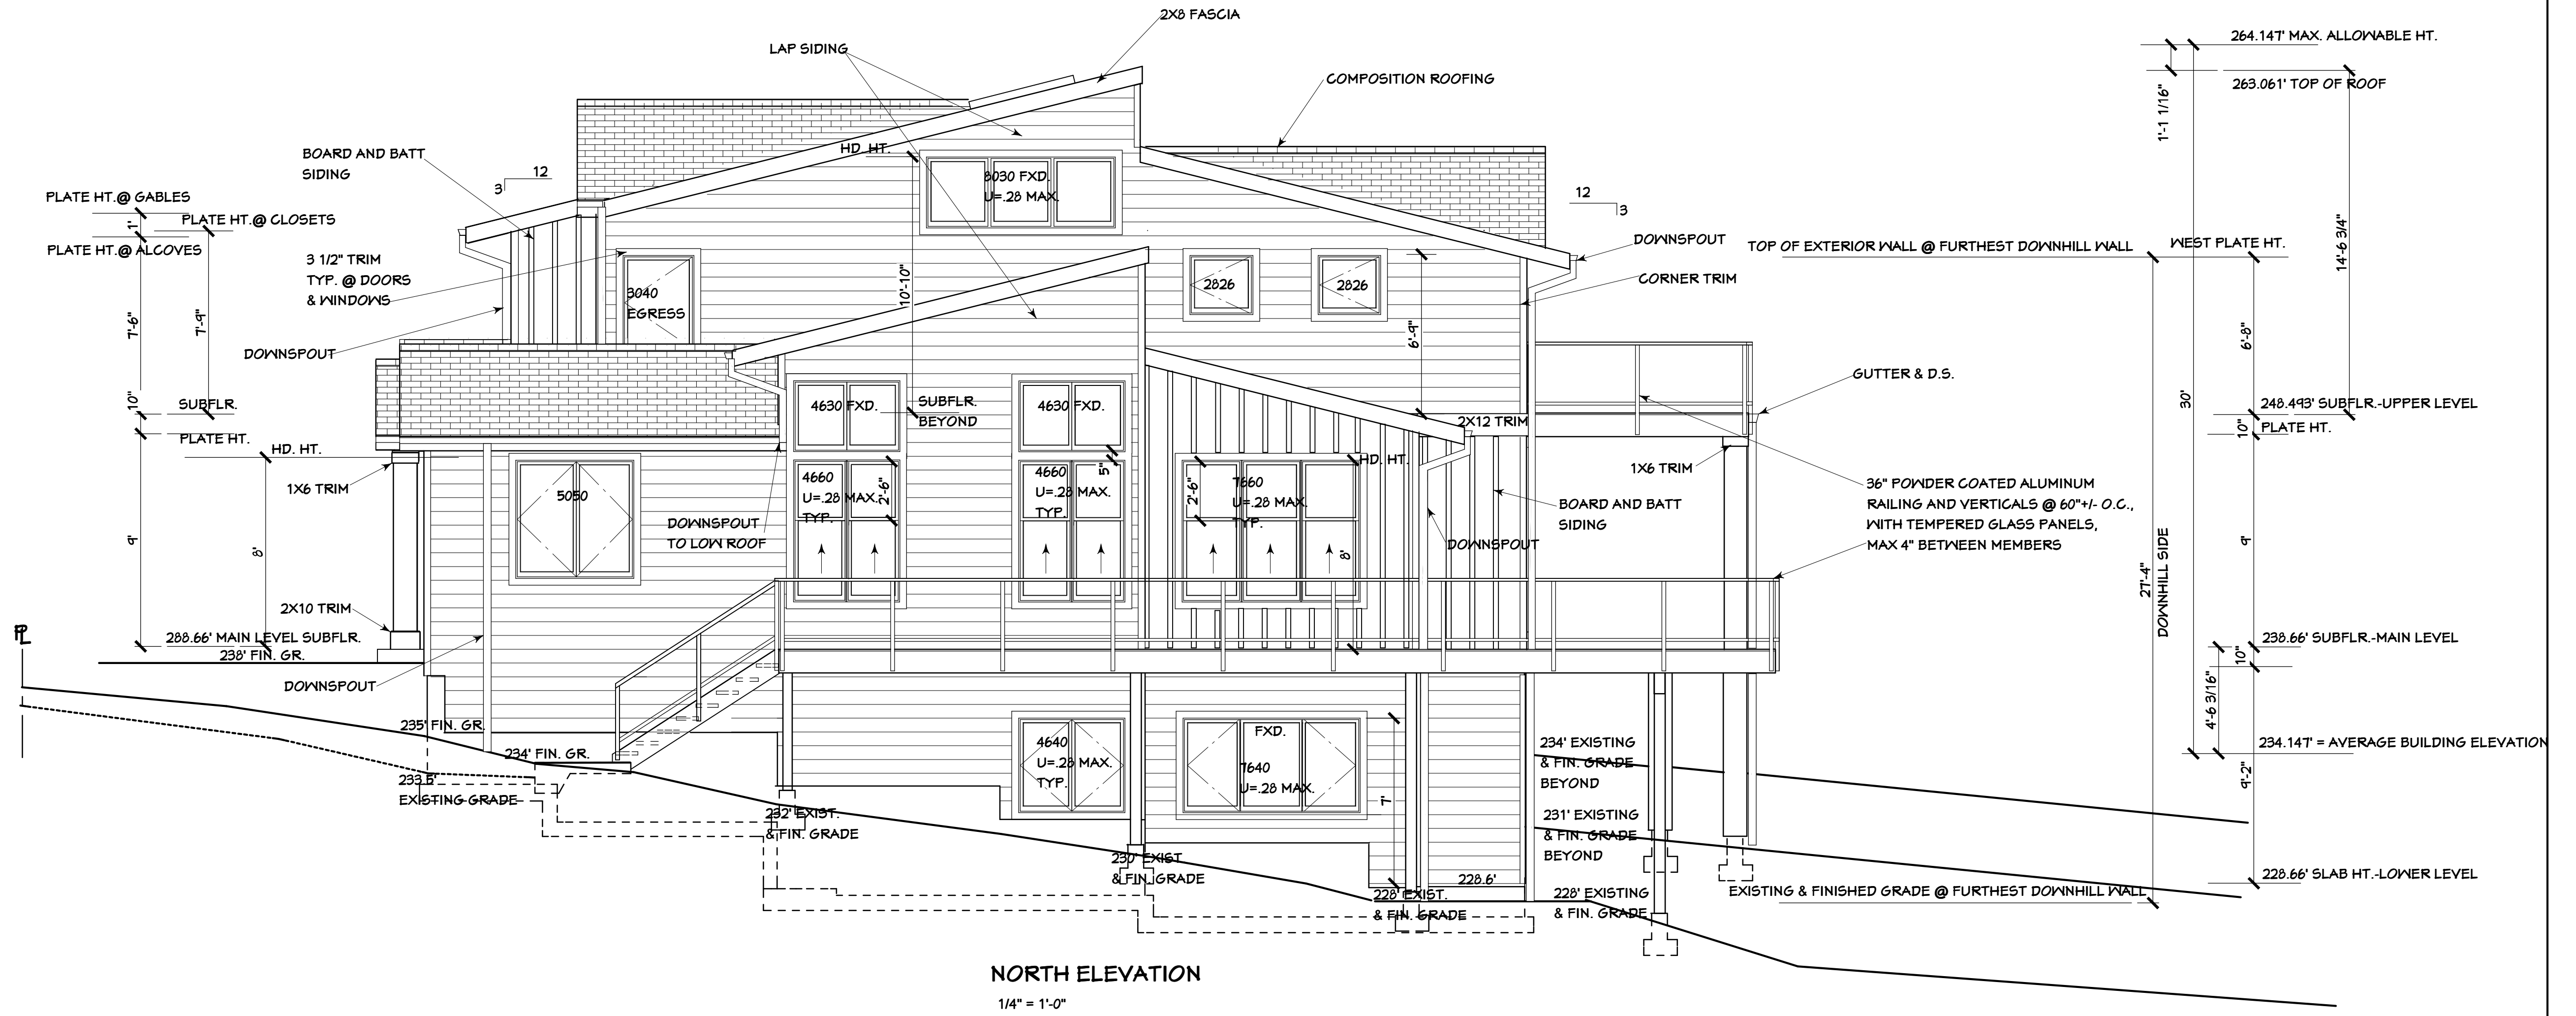 2X8 FASCIA
264.147' MAX. ALLOWABLE HT.
LAP SIDING
COMPOSITION ROOFING
263.061' TOP OF ROOF
1'-1 1/16"
BOARD AND BATT
SIDING
HD. HT.
12
3
8030 FXD.
U=.28 MAX.
12
3
PLATE HT.@ GABLES
PLATE HT.@ CLOSETS
1'
PLATE HT.@ ALCOVES
14'-6 3/4"
DOWNSPOUT
TOP OF EXTERIOR WALL @ FURTHEST DOWNHILL WALL
WEST PLATE HT.
3 1/2" TRIM
TYP. @ DOORS
& WINDOWS
3040
EGRESS
10'-10"
2826
2826
CORNER TRIM
7'-6"
7'-9"
6'-9"
6'-8"
DOWNSPOUT
GUTTER & D.S.
10"
SUBFLR.
4630 FXD.
SUBFLR.
BEYOND
4630 FXD.
2X12 TRIM
30'
248.493' SUBFLR.-UPPER LEVEL
10"
PLATE HT.
PLATE HT.
HD. HT.
HD. HT.
1X6 TRIM
1X6 TRIM
5050
4660
U=.28 MAX.
TYP.
2'-6"
4660
U=.28 MAX.
TYP.
5"
2'-6"
7660
U=.28 MAX.
TYP.
36" POWDER COATED ALUMINUM
RAILING AND VERTICALS @ 60"+/- O.C.,
WITH TEMPERED GLASS PANELS,
MAX 4" BETWEEN MEMBERS
BOARD AND BATT
SIDING
DOWNSPOUT
TO LOW ROOF
DOWNSPOUT
9'
8'
8'
9'
27'-4"
DOWNHILL SIDE
2X10 TRIM
288.66' MAIN LEVEL SUBFLR.
238' FIN. GR.
PL
238.66' SUBFLR.-MAIN LEVEL
10"
DOWNSPOUT
4'-6 3/16"
235' FIN. GR.
234' FIN. GR.
4640
U=.28 MAX.
TYP.
FXD.
7640
U=.28 MAX.
234' EXISTING
& FIN. GRADE
BEYOND
234.147' = AVERAGE BUILDING ELEVATION
9'-2"
233.5'
EXISTING GRADE
7'
232' EXIST.
& FIN. GRADE
231' EXISTING
& FIN. GRADE
BEYOND
230' EXIST
& FIN. GRADE
228.6'
228.66' SLAB HT.-LOWER LEVEL
228' EXIST.
& FIN. GRADE
228' EXISTING
& FIN. GRADE
EXISTING & FINISHED GRADE @ FURTHEST DOWNHILL WALL
NORTH ELEVATION
1/4" = 1'-0"